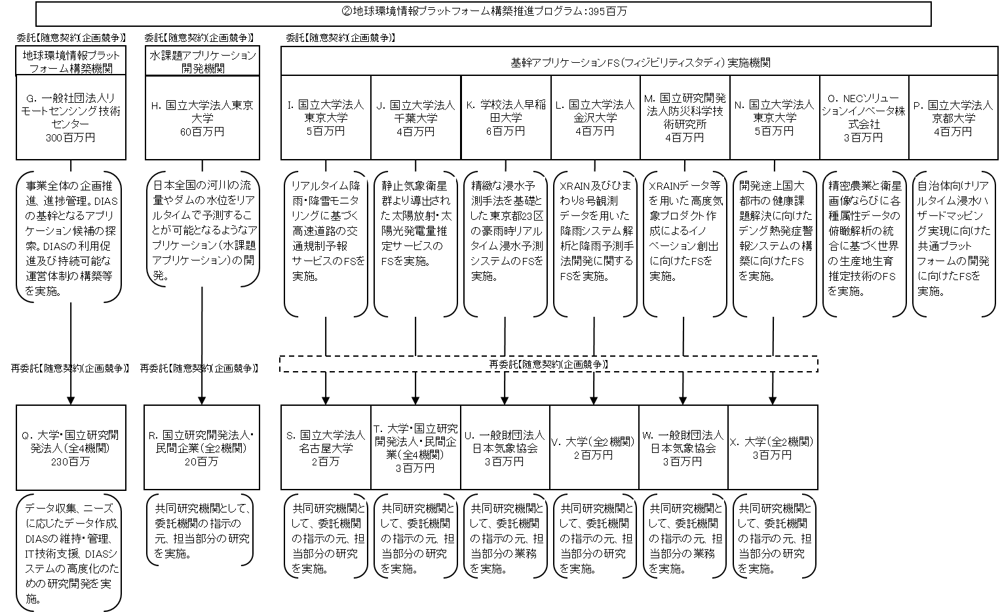 ②地球環境情報プラットフォーム構築推進プログラム:395百万
委託【随意契約(企画競争)】
委託【随意契約(企画競争)】
委託【随意契約(企画競争)】
地球環境情報プラット
フォーム構築機関
水課題アプリケーション
開発機関
基幹アプリケーションFS(フィジビリティスタディ)実施機関
G. 一般社団法人リ
モートセンシング技術
センター
300百万円
H. 国立大学法人東京
大学
60百万円
I. 国立大学法人
東京大学
5百万円
J. 国立大学法人
千葉大学
4百万円
K. 学校法人早稲
田大学
6百万円
L. 国立大学法人
金沢大学
4百万円
M. 国立研究開発
法人防災科学技
術研究所
4百万円
N. 国立大学法人
東京大学
5百万円
O. NECソリュー
ションイノベータ株
式会社
3百万円
P. 国立大学法人
京都大学
4百万円
事業全体の企画推
進、進捗管理。DIAS
の基幹となるアプリ
ケーション候補の探
索。DIASの利用促
進及び持続可能な
運営体制の構築等
を実施。
日本全国の河川の流
量やダムの水位をリア
ルタイムで予測するこ
とが可能となるようなア
プリケーション(水課題
アプリケーション)の開
発。
リアルタイム降
雨・降雪モニタ
リングに基づく
高速道路の交
通規制予報
サービスのFSを
実施。
静止気象衛星
群より導出され
た太陽放射・太
陽光発電量推
定サービスの
FSを実施。
精緻な浸水予
測手法を基礎と
した東京都23区
の豪雨時リアル
タイム浸水予測
システムのFSを
実施。
XRAIN及びひま
わり8号観測
データを用いた
降雨システム解
析と降雨予測手
法開発に関する
FSを実施。
XRAINデータ等
を用いた高度気
象プロダクト作
成によるイノ
ベーション創出
に向けたFSを
実施。
開発途上国大
都市の健康課
題解決に向けた
デング熱発症警
報システムの構
築に向けたFS
を実施。
精密農業と衛星
画像ならびに各
種属性データの
俯瞰解析の統
合に基づく世界
の生産地生育
推定技術のFS
を実施。
自治体向けリア
ルタイム浸水ハ
ザードマッピン
グ実現に向けた
共通プラット
フォームの開発
に向けたFSを
実施。
再委託【随意契約(企画競争)】
再委託【随意契約(企画競争)】
再委託【随意契約(企画競争)】
Q. 大学・国立研究開
発法人(全4機関)
230百万
R. 国立研究開発法人・
民間企業(全2機関)
20百万
S. 国立大学法人
名古屋大学
2百万
T. 大学・国立研究
開発法人・民間企
業(全4機関)
3百万円
U. 一般財団法人
日本気象協会
3百万円
V. 大学(全2機関)
2百万円
W. 一般財団法人
日本気象協会
3百万円
X. 大学(全2機関)
3百万円
データ収集、ニーズ
に応じたデータ作成、
DIASの維持・管理、
IT技術支援、DIASシ
ステムの高度化のた
めの研究開発を実
施。
共同研究機関として、
委託機関の指示の
元、担当部分の研究
を実施。
共同研究機関と
して、委託機関
の指示の元、担
当部分の研究
を実施。
共同研究機関と
して、委託機関
の指示の元、担
当部分の研究
を実施。
共同研究機関と
して、委託機関
の指示の元、担
当部分の業務
を実施。
共同研究機関と
して、委託機関
の指示の元、担
当部分の研究
を実施。
共同研究機関と
して、委託機関
の指示の元、担
当部分の業務
を実施。
共同研究機関と
して、委託機関
の指示の元、担
当部分の研究
を実施。